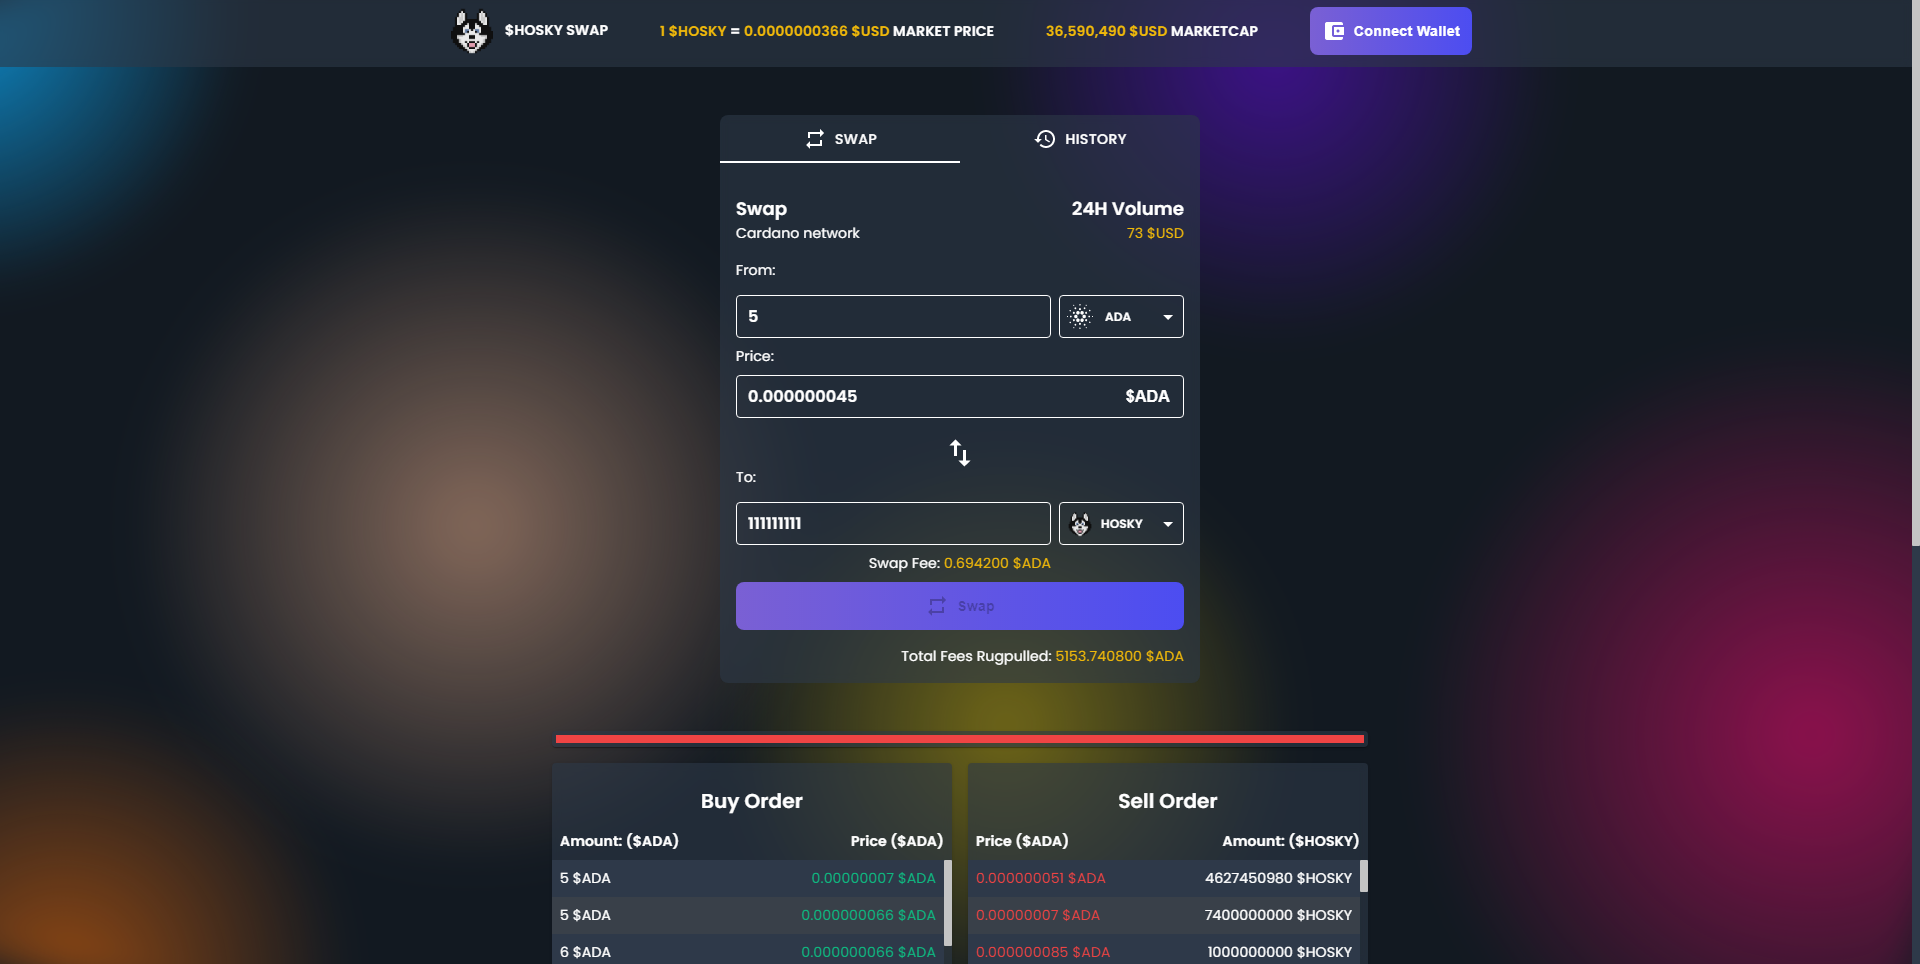 $HOSKY SWAP
1 $HOSKY = 0.0000000366 $USD MARKET PRICE
36,590,490 $USD MARKETCAP
Connect Wallet
SWAP
HISTORY
Swap
24H Volume
Cardano network
73 $USD
From:
5
ADA
Price:
0.000000045
$ADA
To:
111111111
HOSKY
Swap Fee: 0.694200 $ADA
Swap
Total Fees Rugpulled: 5153.740800 $ADA
Buy Order
Amount: ($ADA)
Price ($ADA)
5 $ADA
0.00000007 $ADA
5 $ADA
0.000000066 $ADA
6 $ADA
0.000000066 $ADA
Sell Order
Price ($ADA)
Amount: ($HOSKY)
0.000000051 $ADA
4627450980 $HOSKY
0.00000007 $ADA
7400000000 $HOSKY
0.000000085 $ADA
1000000000 $HOSKY